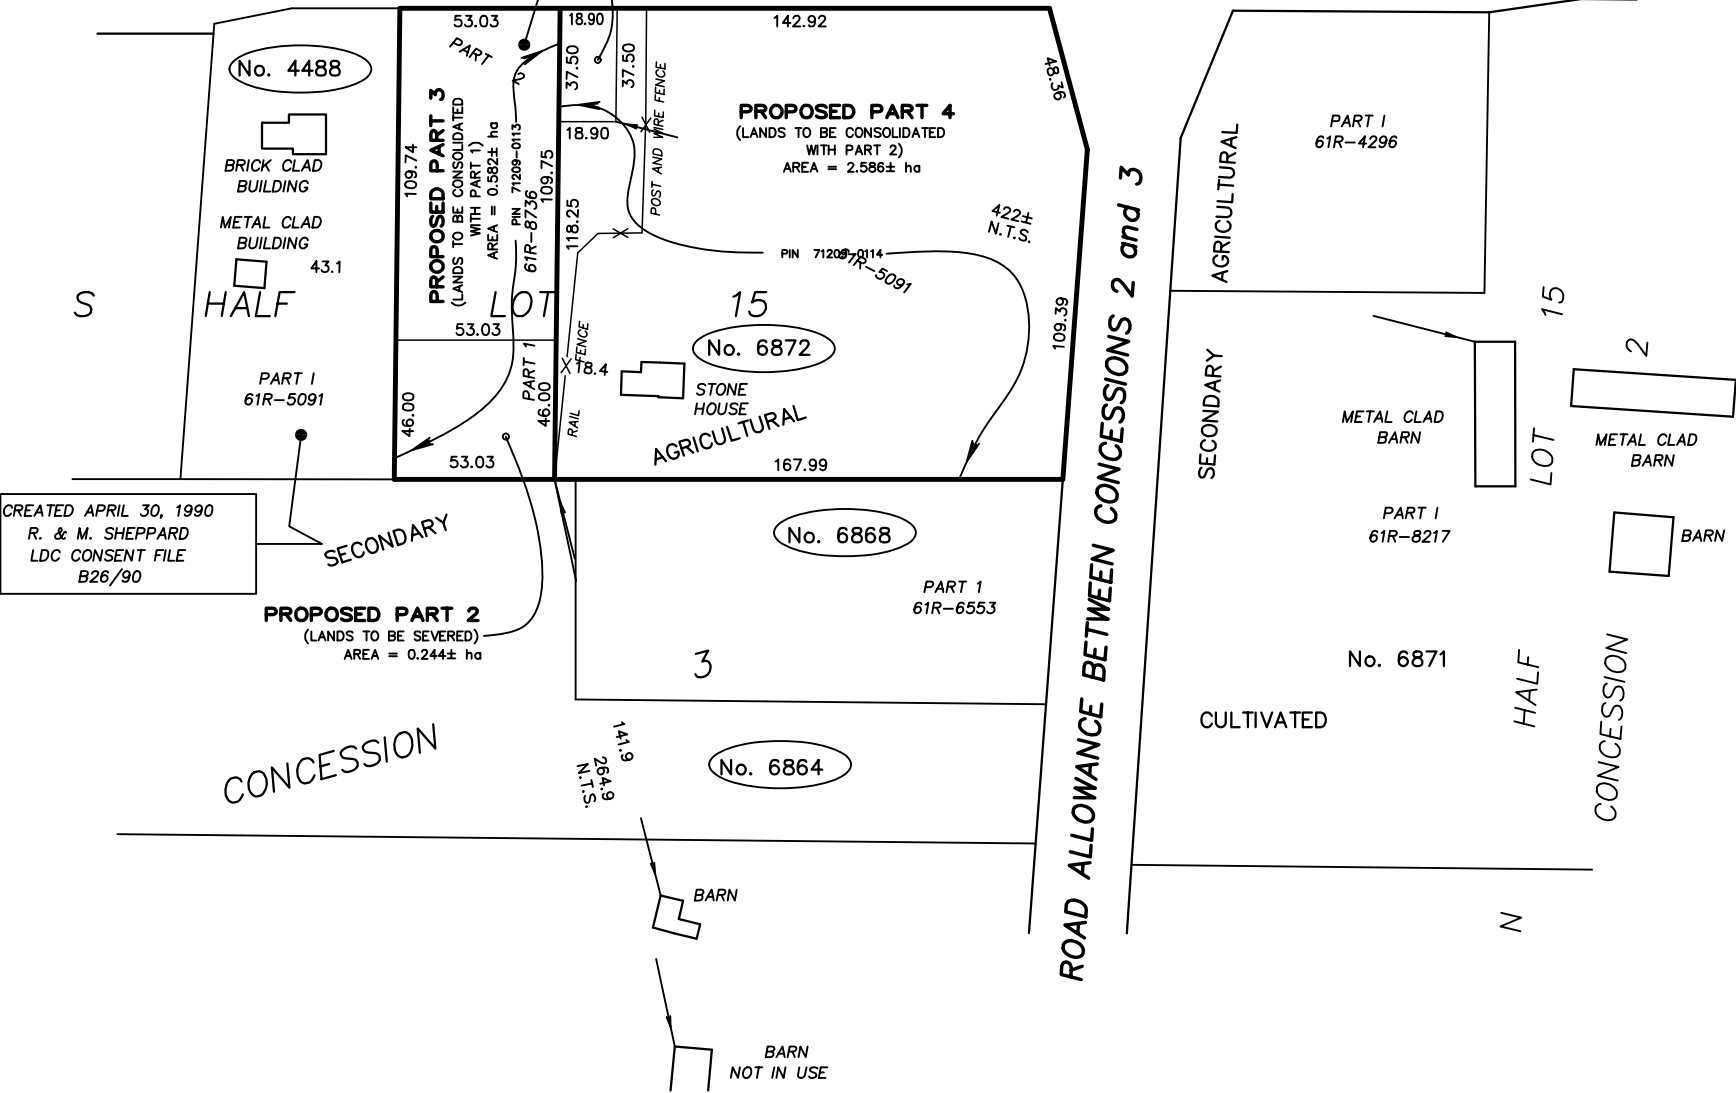 53.03
18.90
142.92
PART
2
No. 4488
37.50
37.50
48.36
POST AND WIRE FENCE
PROPOSED PART 3
(LANDS TO BE CONSOLIDATED
WITH PART 1)
AREA = 0.582± ha
PIN 71209-0113
61R-8736
109.74
109.75
18.90
PROPOSED PART 4
(LANDS TO BE CONSOLIDATED
WITH PART 2)
AREA = 2.586± ha
PART I
61R-4296
AGRICULTURAL
BRICK CLAD
BUILDING
METAL CLAD
BUILDING
43.1
118.25
422±
N.T.S.
PIN 71209-0114
61R-5091
S
HALF
LOT
15
53.03
109.39
15
2
No. 6872
FENCE
18.4
RAIL
STONE
HOUSE
AGRICULTURAL
PART I
61R-5091
PART 1
46.00
46.00
53.03
167.99
SECONDARY
METAL CLAD
BARN
LOT
METAL CLAD
BARN
CREATED APRIL 30, 1990
R. & M. SHEPPARD
LDC CONSENT FILE
B26/90
SECONDARY
No. 6868
PART I
61R-8217
BARN
PROPOSED PART 2
(LANDS TO BE SEVERED)
AREA = 0.244± ha
PART 1
61R-6553
3
ROAD ALLOWANCE BETWEEN CONCESSIONS 2 and 3
No. 6871
HALF
CONCESSION
CULTIVATED
CONCESSION
141.9
264.9
N.T.S.
No. 6864
BARN
N
BARN
NOT IN USE